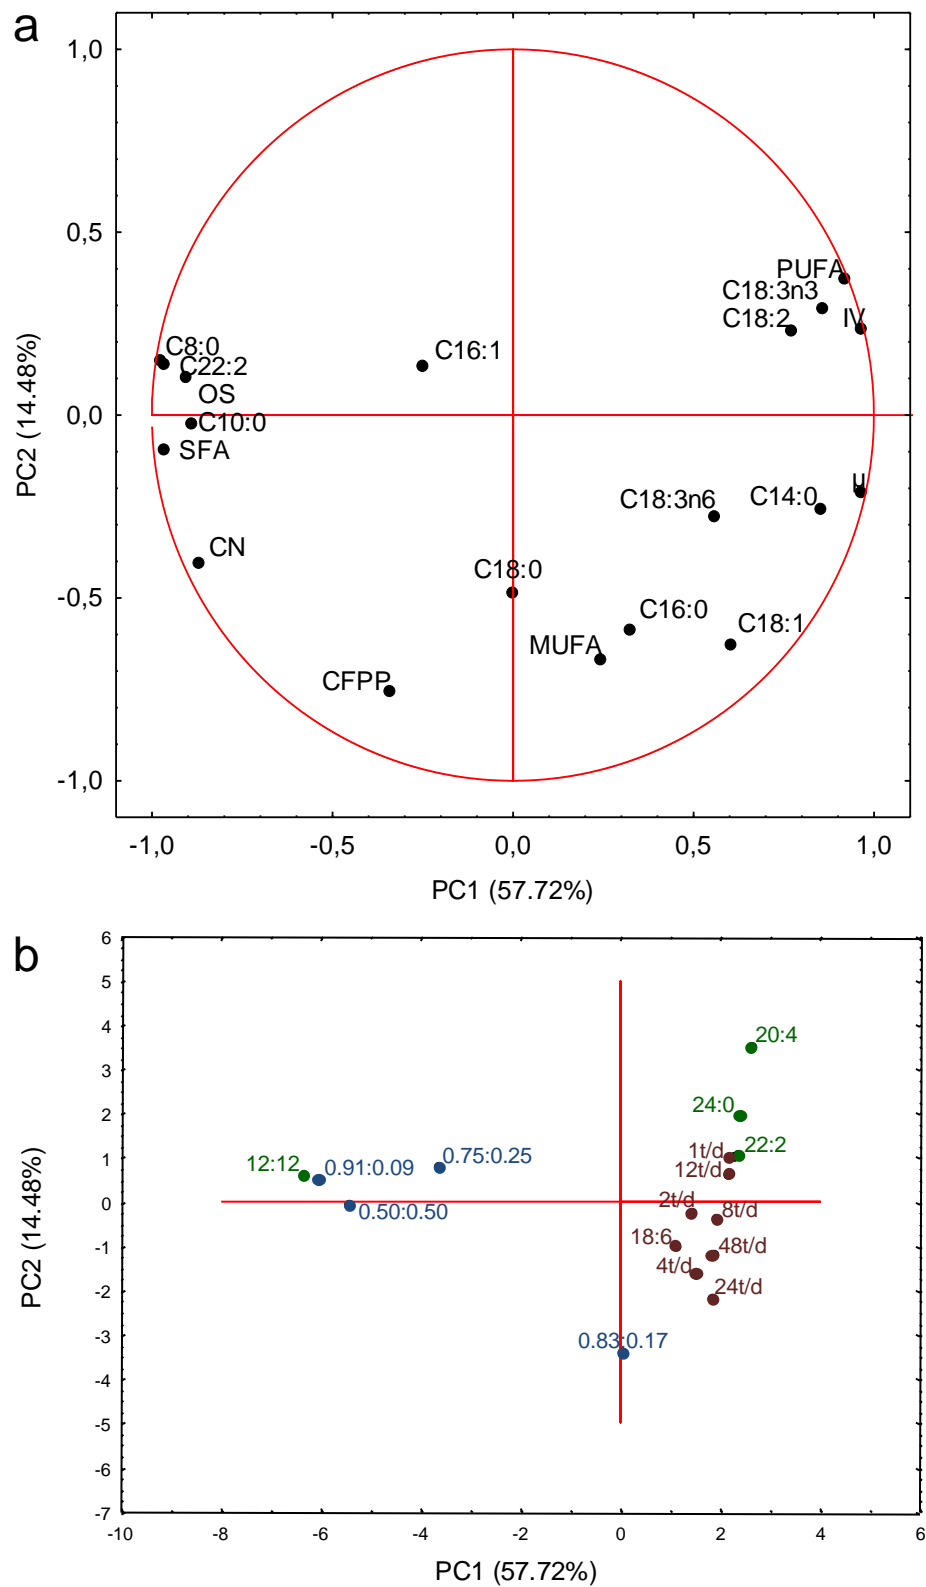 a
1,0
0,5
0,0
-0,5
-1,0
PC2 (14.48%)
PUFA
C18:3n3
C18:2
IV
C8:0
C22:2
C16:1
OS
C10:0
SFA
C18:3n6
C14:0
µ
CN
C18:0
C16:0
C18:1
MUFA
CFPP
-1,0
-0,5
0,0
0,5
1,0
PC1 (57.72%)
b
6
5
4
3
2
1
0
-1
-2
-3
-4
-5
-6
-7
PC2 (14.48%)
20:4
24:0
22:2
1t/d
12t/d
12:12
0.91:0.09
0.75:0.25
0.50:0.50
2t/d
8t/d
18:6
48t/d
4t/d
24t/d
0.83:0.17
-10
-8
-6
-4
-2
0
2
4
6
PC1 (57.72%)